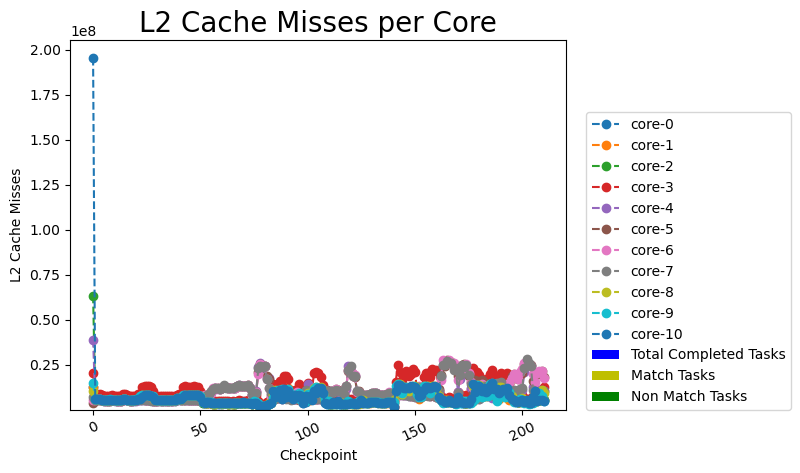 L2 Cache Misses per Core
1e8
2.00
1.75
1.50
1.25
1.00
0.75
0.50
0.25
L2 Cache Misses
0
50
100
150
200
Checkpoint
core-0
core-1
core-2
core-3
core-4
core-5
core-6
core-7
core-8
core-9
core-10
Total Completed Tasks
Match Tasks
Non Match Tasks